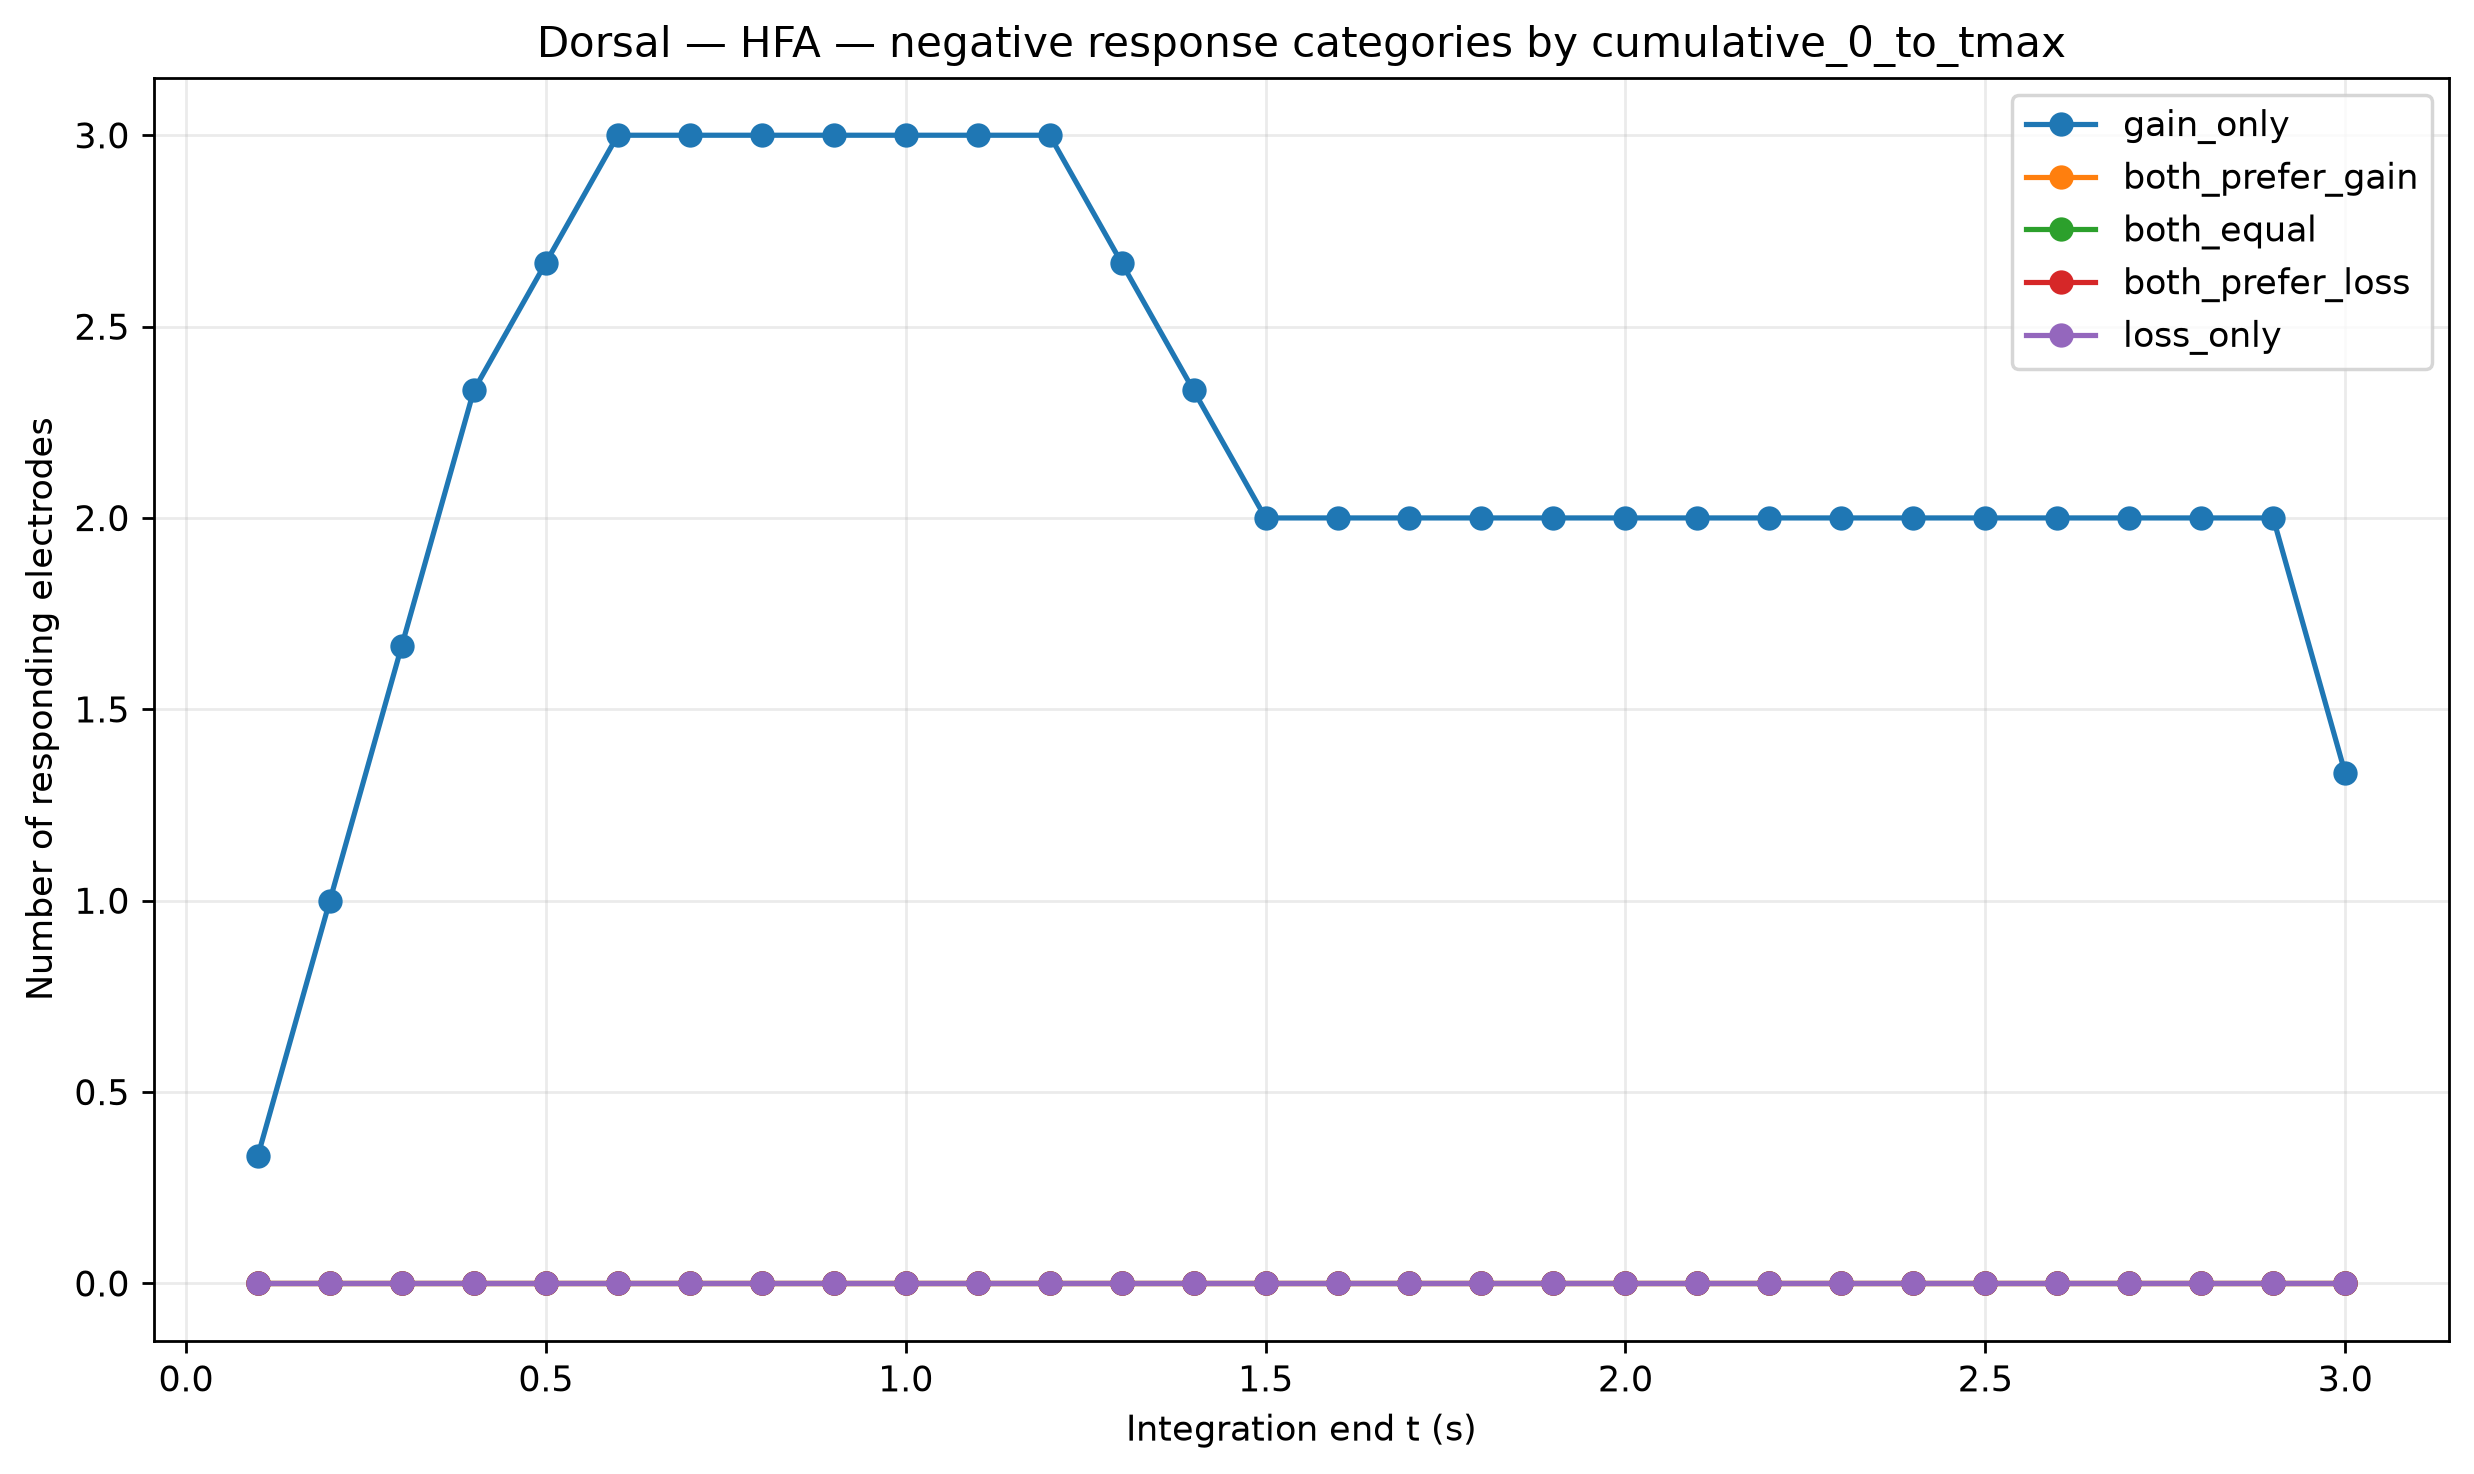 Dorsal — HFA — negative response categories by cumulative_0_to_tmax
gain_only
both_prefer_gain
both_equal
both_prefer_loss
loss_only
Number of responding electrodes
3.0
2.5
2.0
1.5
1.0
0.5
0.0
0.0 0.5 1.0 1.5 2.0 2.5 3.0
Integration end t (s)